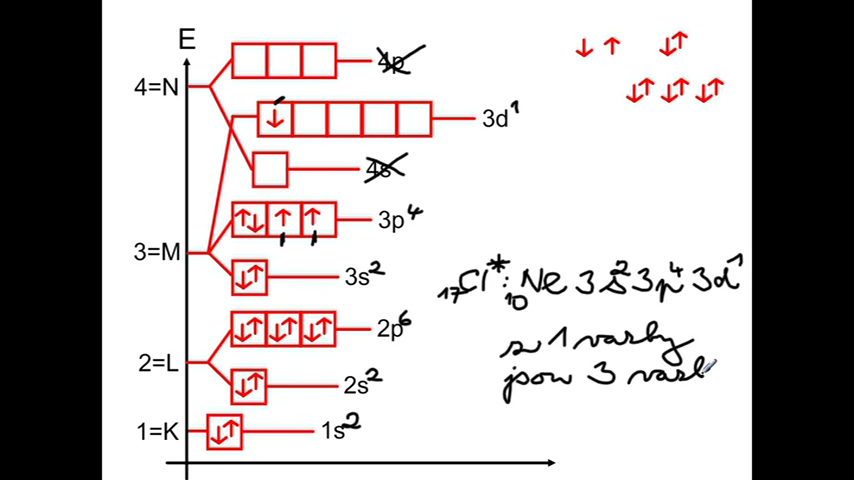 E
4=N
4p
3d¹
4s
3=M
3p⁴
3s²
₁₇Cl*: ₁₀Ne 3s² 3p⁴ 3d¹
2p⁶
z 1 vazby
2=L
jsou 3 vazb
2s²
1=K
1s²